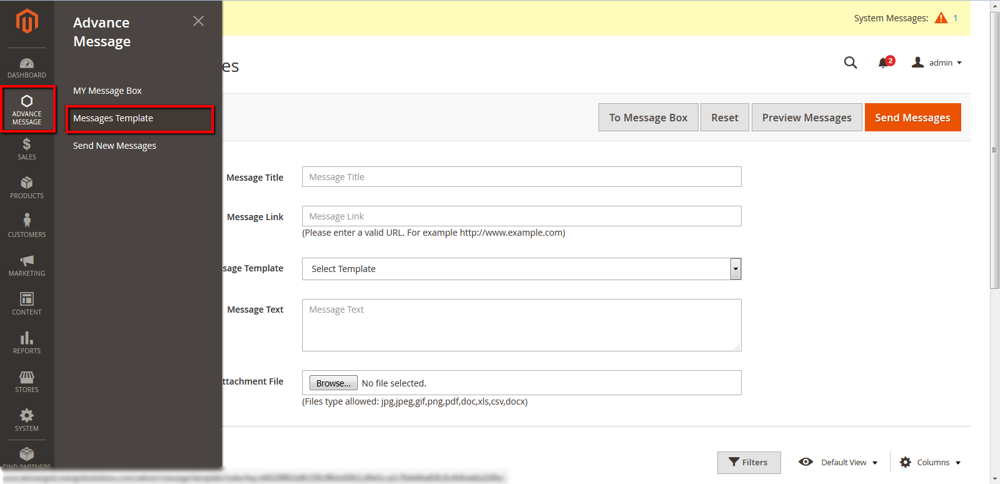 System Messages: 1
Advance
Message
es
2
admin
DASHBOARD
ADVANCE
MESSAGE
SALES
PRODUCTS
CUSTOMERS
MARKETING
CONTENT
REPORTS
STORES
SYSTEM
FIND PARTNERS
MY Message Box
Messages Template
Send New Messages
To Message Box
Reset
Preview Messages
Send Messages
Message Title
Message Title
Message Link
Message Link
(Please enter a valid URL. For example http://www.example.com)
ssage Template
Select Template
Message Text
Message Text
ttachment File
Browse... No file selected.
(Files type allowed: jpg,jpeg,gif,png,pdf,doc,xls,csv,docx)
Filters
Default View
Columns